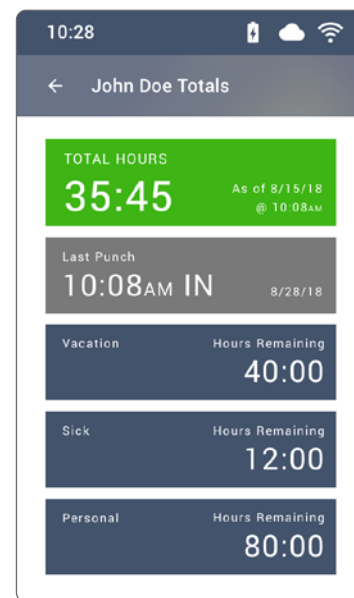 10:28
← John Doe Totals
TOTAL HOURS
35:45
As of 8/15/18
@ 10:08AM
Last Punch
10:08AM IN
8/28/18
Vacation
Hours Remaining
40:00
Sick
Hours Remaining
12:00
Personal
Hours Remaining
80:00